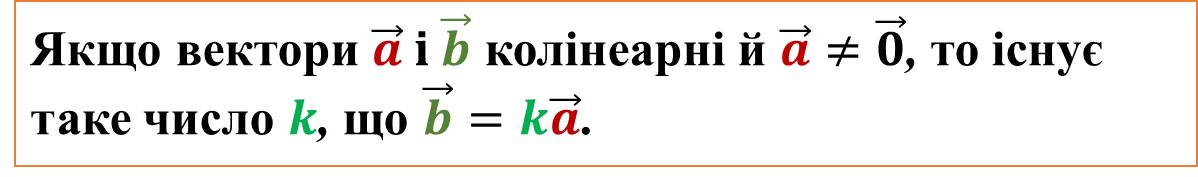 Якщо вектори a⃗ і b⃗ колінеарні й a⃗ ≠ 0⃗, то існує
таке число k, що b⃗ = ka⃗.